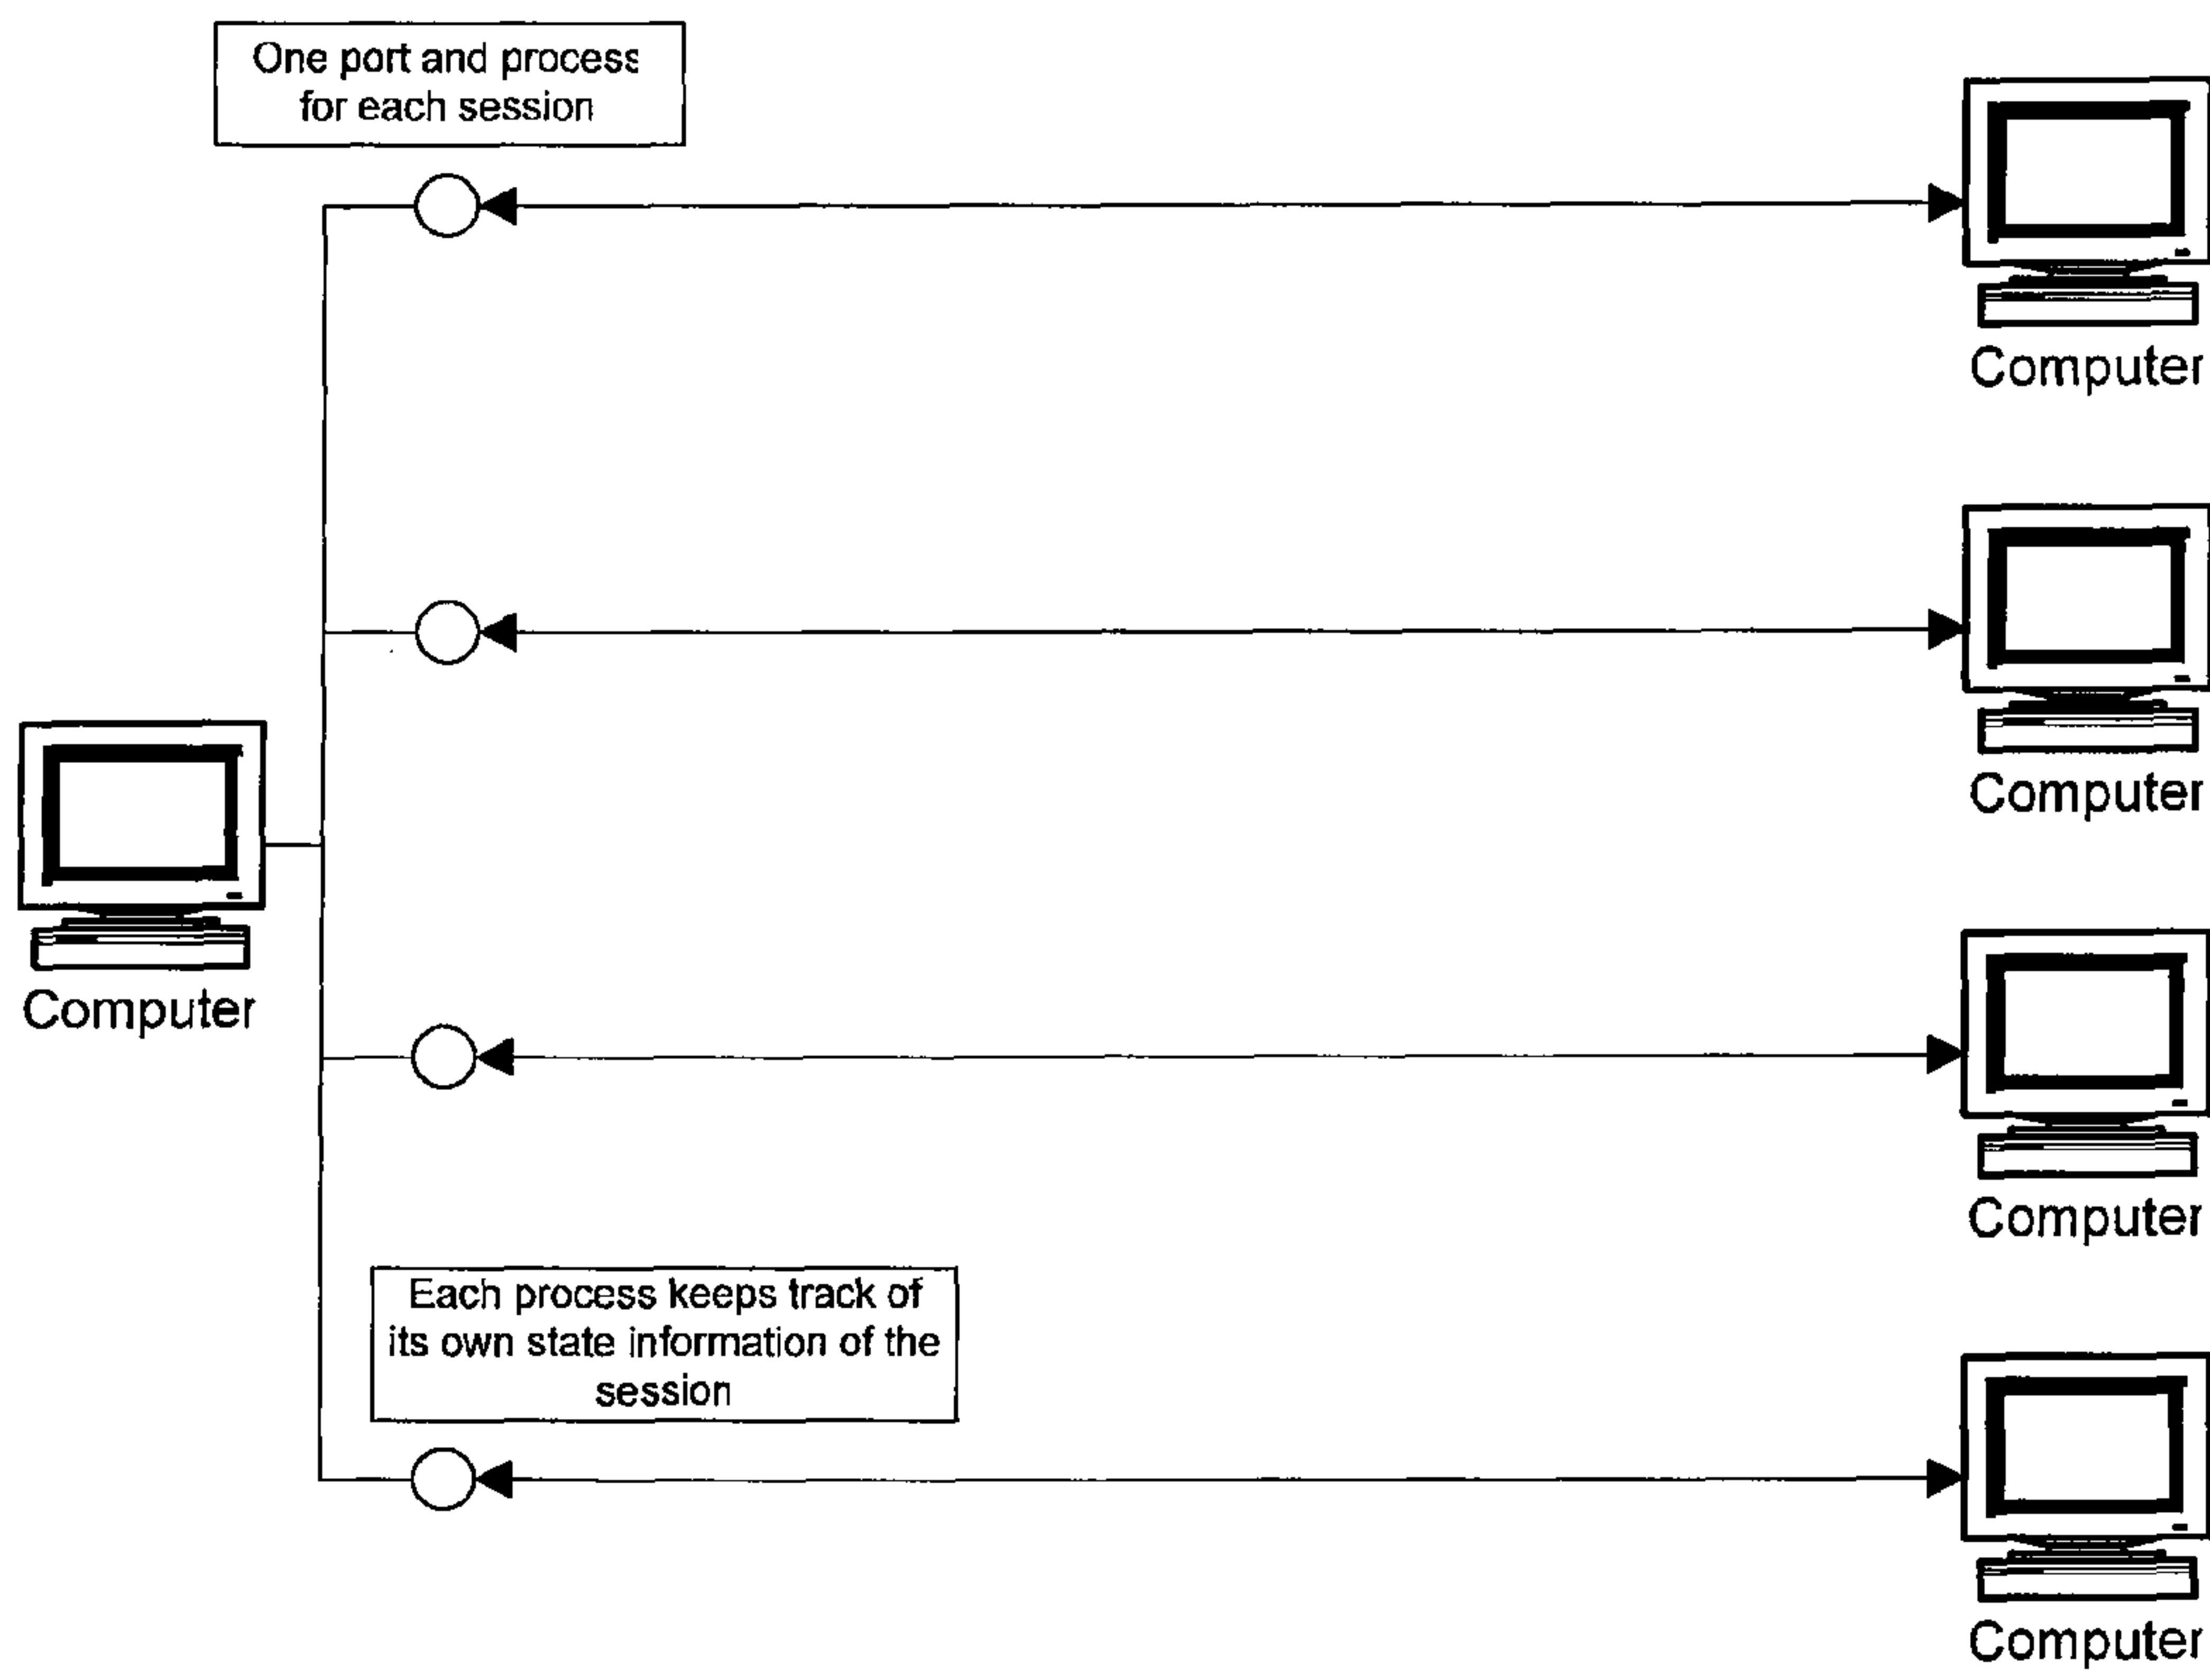 One port and process
for each session
Computer
Computer
Computer
Computer
Each process keeps track of
its own state information of the
session
Computer